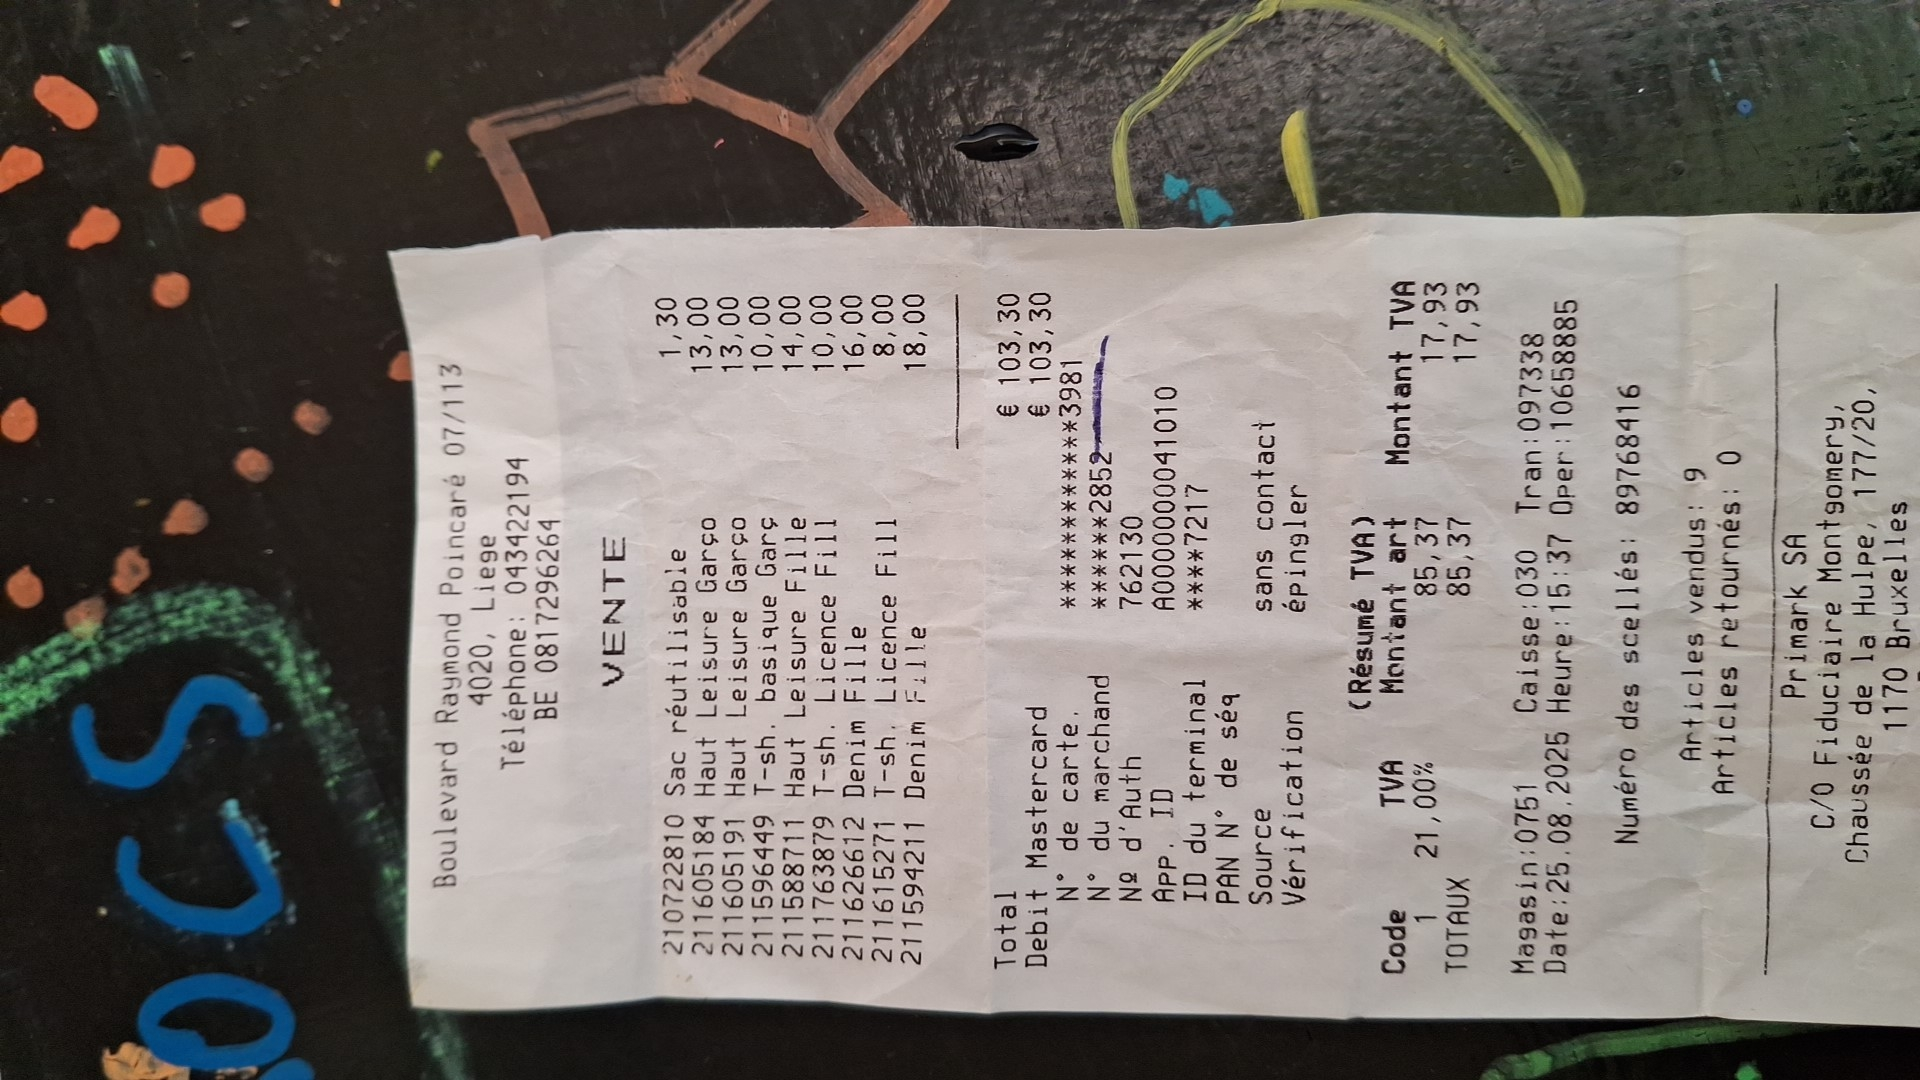 OCS
Boulevard Raymond Poincaré 07/113
4020, Liege
Téléphone: 043422194
BE 0817296264
VENTE
210722810 Sac réutilisable 1,30
211605184 Haut Leisure Garço 13,00
211605191 Haut Leisure Garço 13,00
211596449 T-sh. basique Garç 10,00
211588711 Haut Leisure Fille 14,00
211763879 T-sh. Licence Fill 10,00
211626612 Denim Fille 16,00
211615271 T-sh. Licence Fill 8,00
211594211 Denim Fille 18,00
Total € 103,30
Debit Mastercard € 103,30
N° de carte. ************3981
N° du marchand ******2852
Nº d'Auth 762130
APP. ID A0000000041010
ID du terminal ****7217
PAN N° de séq
Source sans contact
Vérification épingler
(Résumé TVA)
Code TVA Montant art Montant TVA
1 21,00% 85,37 17,93
TOTAUX 85,37 17,93
Magasin:0751 Caisse:030 Tran:097338
Date:25.08.2025 Heure:15:37 Oper:10658885
Numéro des scellés: 89768416
Articles vendus: 9
Articles retournés: 0
Primark SA
C/O Fiduciaire Montgomery,
Chaussée de la Hulpe, 177/20,
1170 Bruxelles